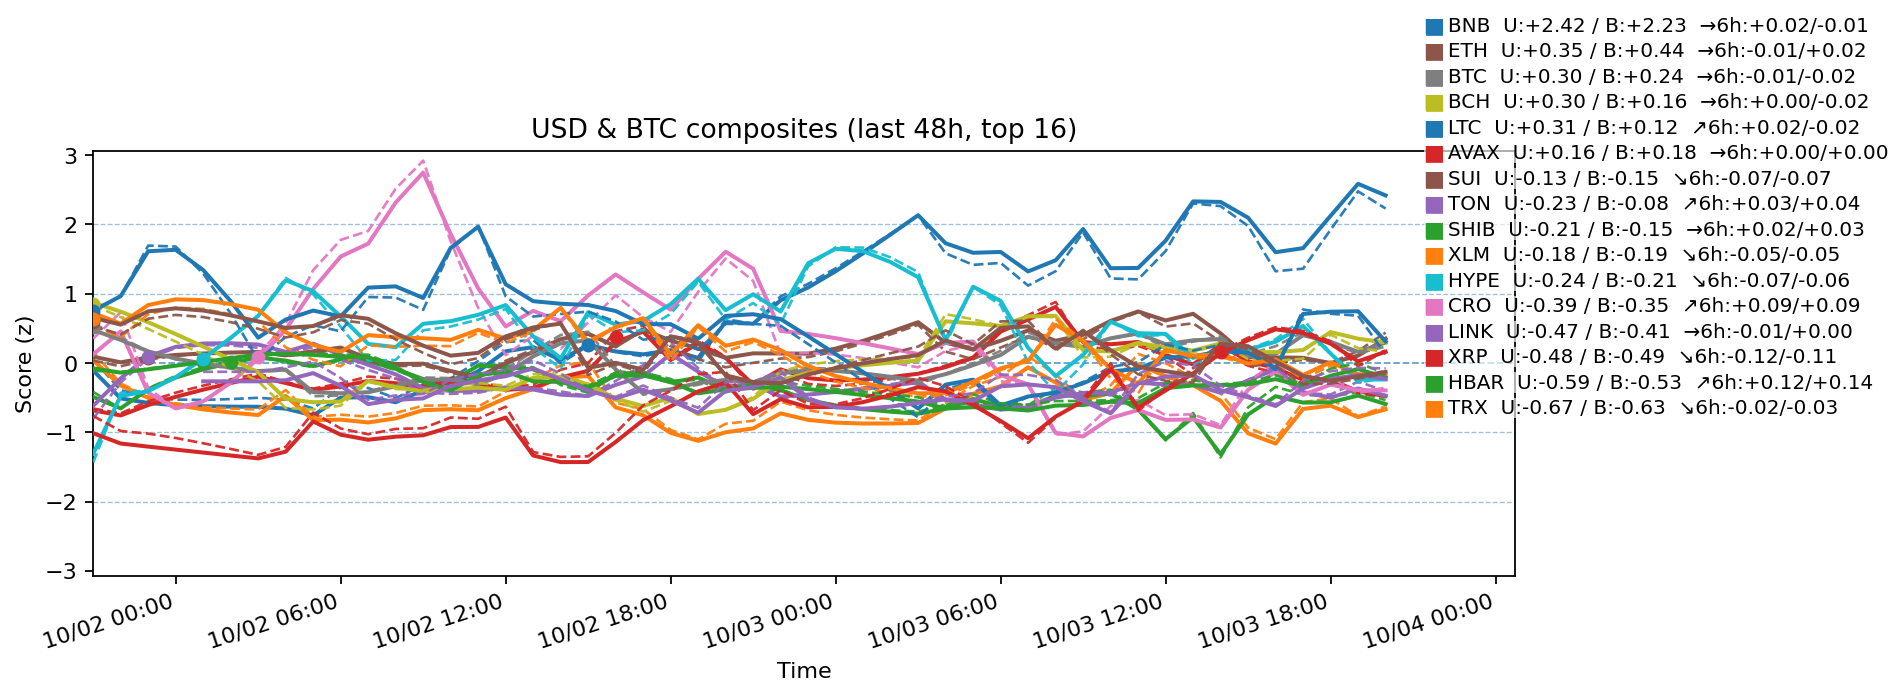 BNB  U:+2.42 / B:+2.23  →6h:+0.02/-0.01
ETH  U:+0.35 / B:+0.44  →6h:-0.01/+0.02
BTC  U:+0.30 / B:+0.24  →6h:-0.01/-0.02
BCH  U:+0.30 / B:+0.16  →6h:+0.00/-0.02
LTC  U:+0.31 / B:+0.12  ↗6h:+0.02/-0.02
AVAX  U:+0.16 / B:+0.18  →6h:+0.00/+0.00
SUI  U:-0.13 / B:-0.15  ↘6h:-0.07/-0.07
TON  U:-0.23 / B:-0.08  ↗6h:+0.03/+0.04
SHIB  U:-0.21 / B:-0.15  →6h:+0.02/+0.03
XLM  U:-0.18 / B:-0.19  ↘6h:-0.05/-0.05
HYPE  U:-0.24 / B:-0.21  ↘6h:-0.07/-0.06
CRO  U:-0.39 / B:-0.35  ↗6h:+0.09/+0.09
LINK  U:-0.47 / B:-0.41  →6h:-0.01/+0.00
XRP  U:-0.48 / B:-0.49  ↘6h:-0.12/-0.11
HBAR  U:-0.59 / B:-0.53  ↗6h:+0.12/+0.14
TRX  U:-0.67 / B:-0.63  ↘6h:-0.02/-0.03
USD & BTC composites (last 48h, top 16)
Score (z)
3
2
1
0
−1
−2
−3
10/02 00:00
10/02 06:00
10/02 12:00
10/02 18:00
10/03 00:00
10/03 06:00
10/03 12:00
10/03 18:00
10/04 00:00
Time